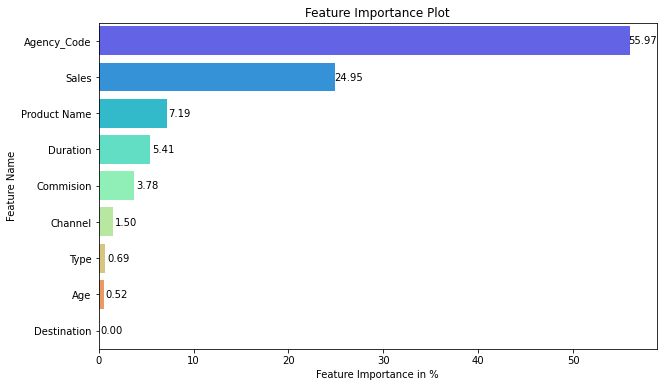 Feature Importance Plot
Feature Name
Agency_Code 55.97
Sales 24.95
Product Name 7.19
Duration 5.41
Commision 3.78
Channel 1.50
Type 0.69
Age 0.52
Destination 0.00
0 10 20 30 40 50
Feature Importance in %